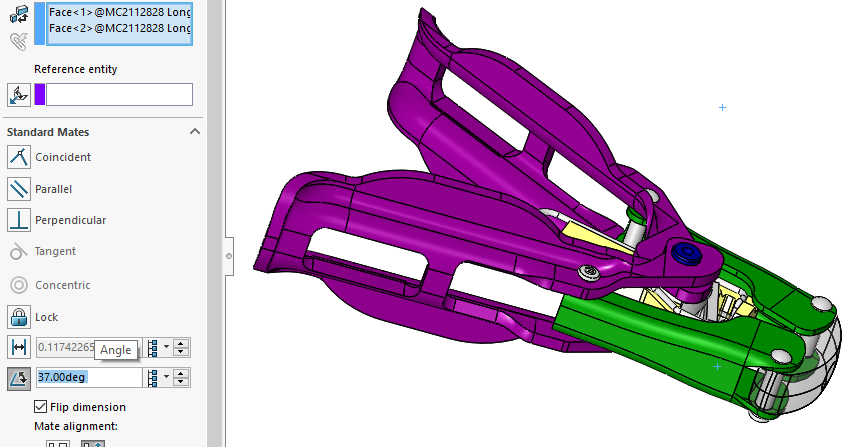 Face<1>@MC2112828 Long
Face<2>@MC2112828 Long
Reference entity
Standard Mates
Coincident
Parallel
Perpendicular
Tangent
Concentric
Lock
0.11742265
Angle
37.00deg
Flip dimension
Mate alignment: